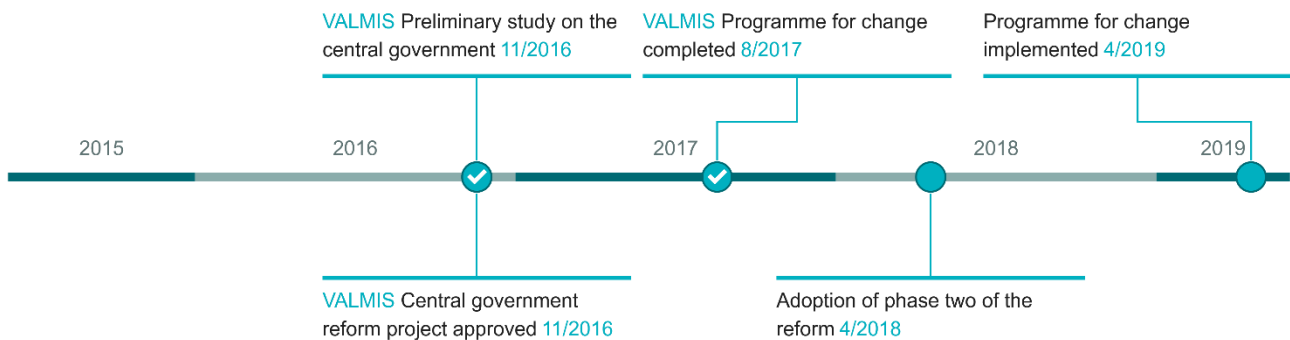 VALMIS Preliminary study on the
central government 11/2016
VALMIS Programme for change
completed 8/2017
Programme for change
implemented 4/2019
2015
2016
2017
2018
2019
VALMIS Central government
reform project approved 11/2016
Adoption of phase two of the
reform 4/2018